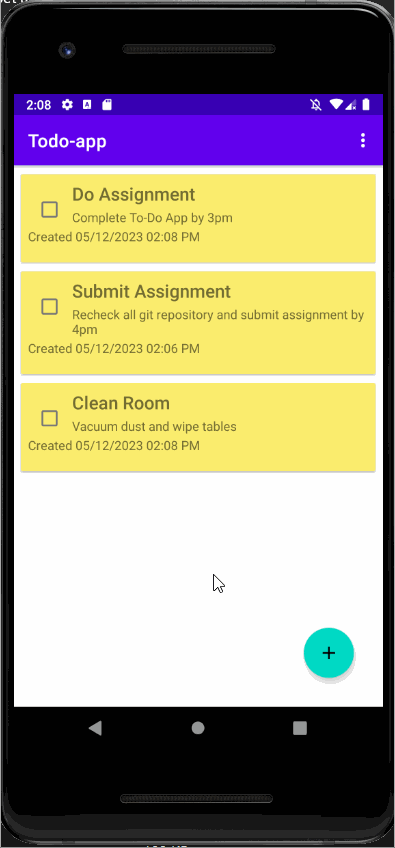 2:08
Todo-app
Do Assignment
Complete To-Do App by 3pm
Created 05/12/2023 02:08 PM
Submit Assignment
Recheck all git repository and submit assignment by
4pm
Created 05/12/2023 02:06 PM
Clean Room
Vacuum dust and wipe tables
Created 05/12/2023 02:08 PM